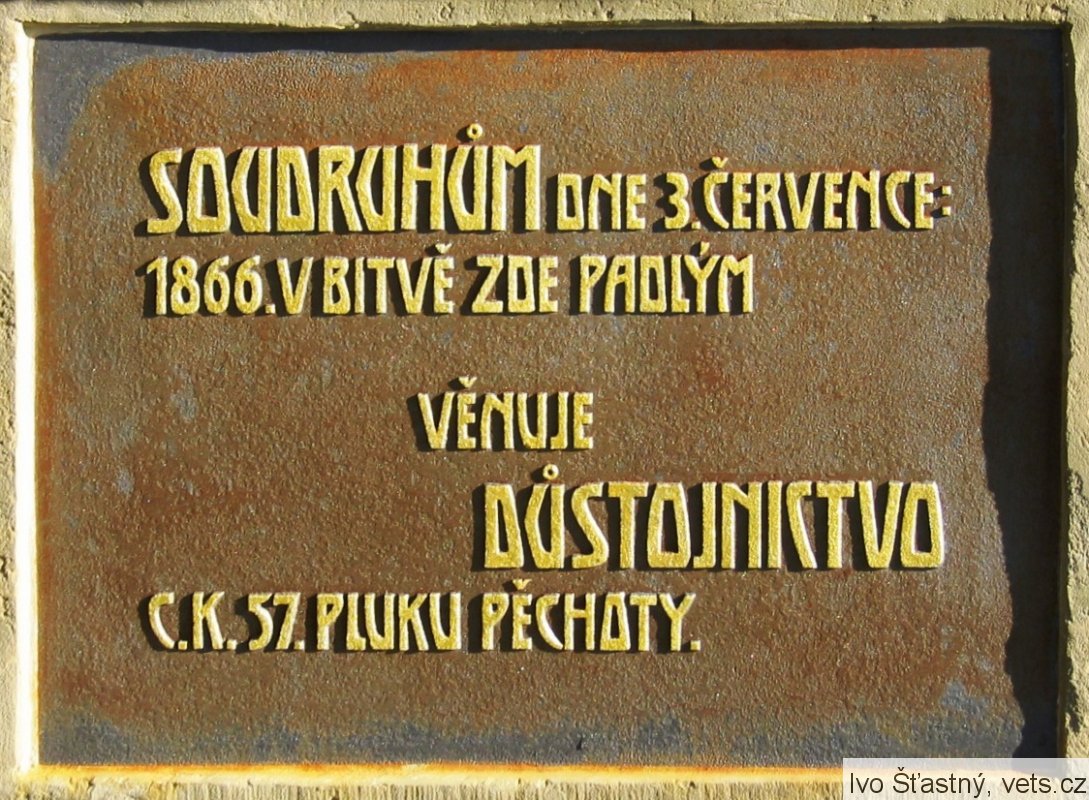 SOUDRUHŮM DNE 3. ČERVENCE:
1866. V BITVĚ ZDE PADLÝM
VĚNUJE
DŮSTOJNICTVO
C. K. 57. PLUKU PĚCHOTY.
Ivo Šťastný, vets.cz